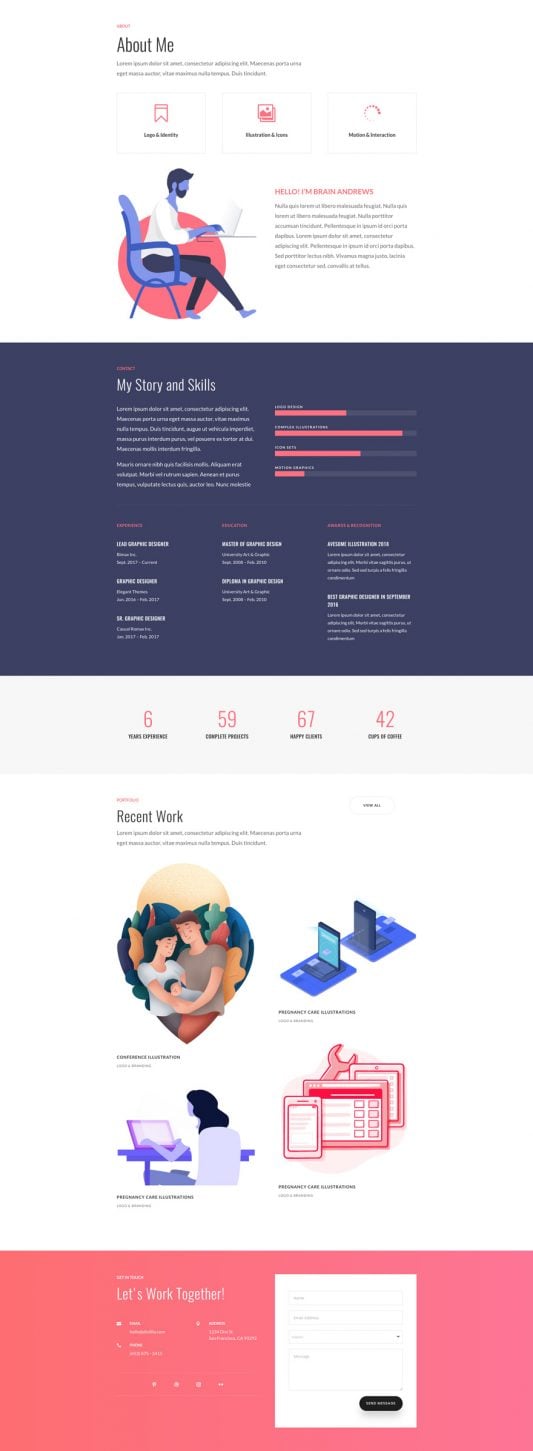 ABOUT
About Me
Lorem ipsum dolor sit amet, consectetur adipiscing elit. Maecenas porta urna
eget massa auctor, vitae maximus nulla tempus. Duis tincidunt.
Logo & Identity
Illustration & Icons
Motion & Interaction
HELLO! I'M BRAIN ANDREWS
Nulla quis lorem ut libero malesuada feugiat. Nulla quis
lorem ut libero malesuada feugiat. Nulla porttitor
accumsan tincidunt. Pellentesque in ipsum id orci porta
dapibus. Lorem ipsum dolor sit amet, consectetur
adipiscing elit. Pellentesque in ipsum id orci porta dapibus.
Sed porttitor lectus nibh. Vivamus magna justo, lacinia
eget consectetur sed, convallis at tellus.
CONTACT
My Story and Skills
Lorem ipsum dolor sit amet, consectetur adipiscing elit.
Maecenas porta urna eget massa auctor, vitae maximus
nulla tempus. Duis tincidunt, augue ut vehicula imperdiet,
massa purus interdum purus, vel posuere ex tortor at dui.
Maecenas mollis interdum fringilla.
Mauris ornare nibh quis facilisis mollis. Aliquam erat
volutpat. Morbi vel rutrum sapien. Aenean et purus
tempus, vulputate lectus quis, auctor leo. Nunc molestie
LOGO DESIGN
COMPLEX ILLUSTRATIONS
ICON SETS
MOTION GRAPHICS
EXPERIENCE
LEAD GRAPHIC DESIGNER
Rimax Inc.
Sept. 2017 – Current
GRAPHIC DESIGNER
Elegant Themes
Jun. 2016 – Feb. 2017
SR. GRAPHIC DESIGNER
Casual Romax Inc.
Jan. 2017 – Feb. 2017
EDUCATION
MASTER OF GRAPHIC DESIGN
University Art & Graphic
Sept. 2008 – Feb. 2010
DIPLOMA IN GRAPHIC DESIGN
University Art & Graphic
Sept. 2008 – Feb. 2010
AWARDS & RECOGNITION
AVESOME ILLUSTRATION 2018
Lorem ipsum dolor sit amet, consectetur adipiscing
elit. Morbi vitae sagittis purus, ut
ornare odio. Sed sed turpis a felis fringilla
condimentum
BEST GRAPHIC DESIGNER IN SEPTEMBER
2016
Lorem ipsum dolor sit amet, consectetur adipiscing
elit. Morbi vitae sagittis purus, ut
ornare odio. Sed sed turpis a felis fringilla
condimentum
6
YEARS EXPERIENCE
59
COMPLETE PROJECTS
67
HAPPY CLIENTS
42
CUPS OF COFFEE
PORTFOLIO
Recent Work
VIEW ALL
Lorem ipsum dolor sit amet, consectetur adipiscing elit. Maecenas porta urna
eget massa auctor, vitae maximus nulla tempus. Duis tincidunt.
PREGNANCY CARE ILLUSTRATIONS
LOGO & BRANDING
CONFERENCE ILLUSTRATION
LOGO & BRANDING
PREGNANCY CARE ILLUSTRATIONS
LOGO & BRANDING
PREGNANCY CARE ILLUSTRATIONS
LOGO & BRANDING
GET IN TOUCH
Let's Work Together!
EMAIL
ADDRESS
1234 Divi St
San Francisco, CA
PHONE
Name
Email Address
Message
SEND MESSAGE